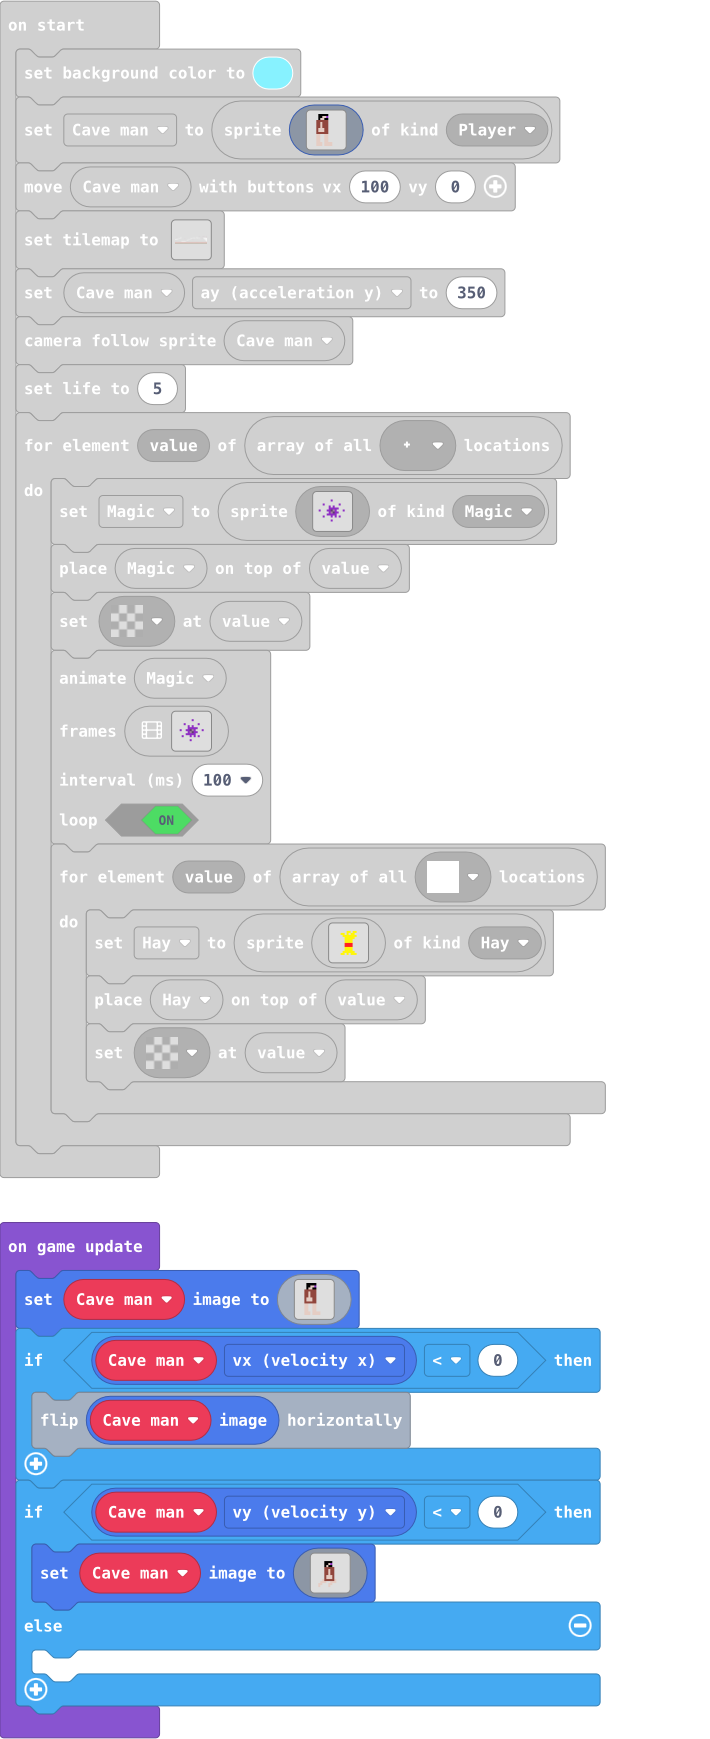 on start
set background color to
set Cave man to sprite of kind Player
move Cave man with buttons vx 100 vy 0
set tilemap to
set Cave man ay (acceleration y) to 350
camera follow sprite Cave man
set life to 5
for element value of array of all locations
do
set Magic to sprite of kind Magic
place Magic on top of value
set at value
animate Magic
frames
interval (ms) 100
loop ON
for element value of array of all locations
do
set Hay to sprite of kind Hay
place Hay on top of value
set at value
on game update
set Cave man image to
if Cave man vx (velocity x) < 0 then
flip Cave man image horizontally
if Cave man vy (velocity y) < 0 then
set Cave man image to
else